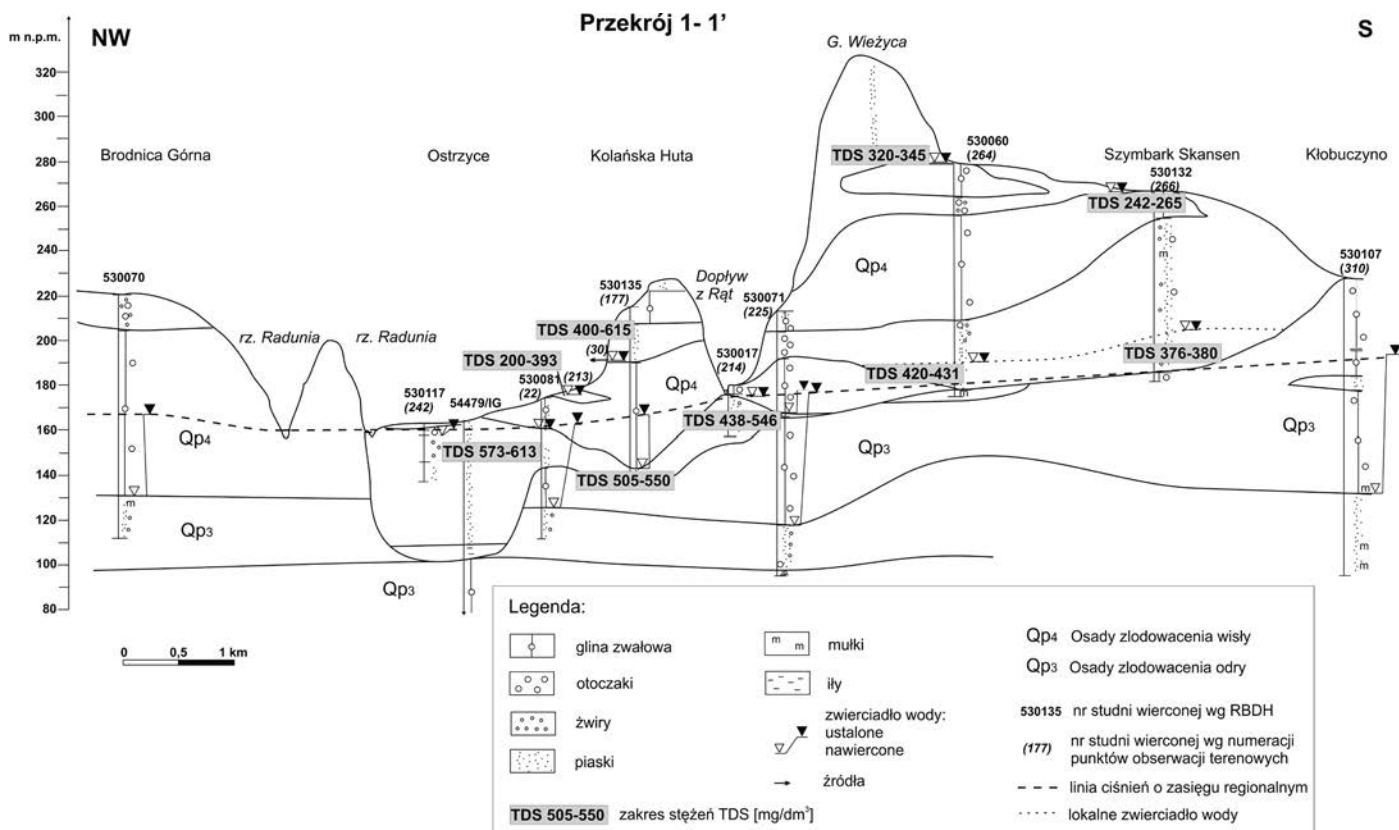 Przekrój 1- 1'
m n.p.m.
NW
S
G. Wieżyca
320
300
280
260
240
220
200
180
160
140
120
100
80
Brodnica Górna
Ostrzyce
Kolańska Huta
Szymbark Skansen
Kłobuczyno
TDS 320-345
530060
(264)
530132
(266)
TDS 242-265
530107
(310)
530070
rz. Radunia
rz. Radunia
530135
(177)
Dopływ
z Rąt
530071
(225)
Qp4
TDS 400-615
(30)
TDS 200-393
(213)
530081
(22)
530117
(242)
54479/IG
Qp4
530017
(214)
TDS 420-431
TDS 376-380
TDS 438-546
TDS 573-613
TDS 505-550
Qp4
Qp3
Qp3
Qp3
Qp3
m
m
m
m
m
m
m
0 0,5 1 km
Legenda:
glina zwałowa
otoczaki
żwiry
piaski
TDS 505-550 zakres stężeń TDS [mg/dm³]
m m
mułki
iły
zwierciadło wody:
ustalone
nawiercone
źródła
Qp4 Osady zlodowacenia wisły
Qp3 Osady zlodowacenia odry
530135 nr studni wierconej wg RBDH
(177) nr studni wierconej wg numeracji
punktów obserwacji terenowych
linia ciśnień o zasięgu regionalnym
lokalne zwierciadło wody